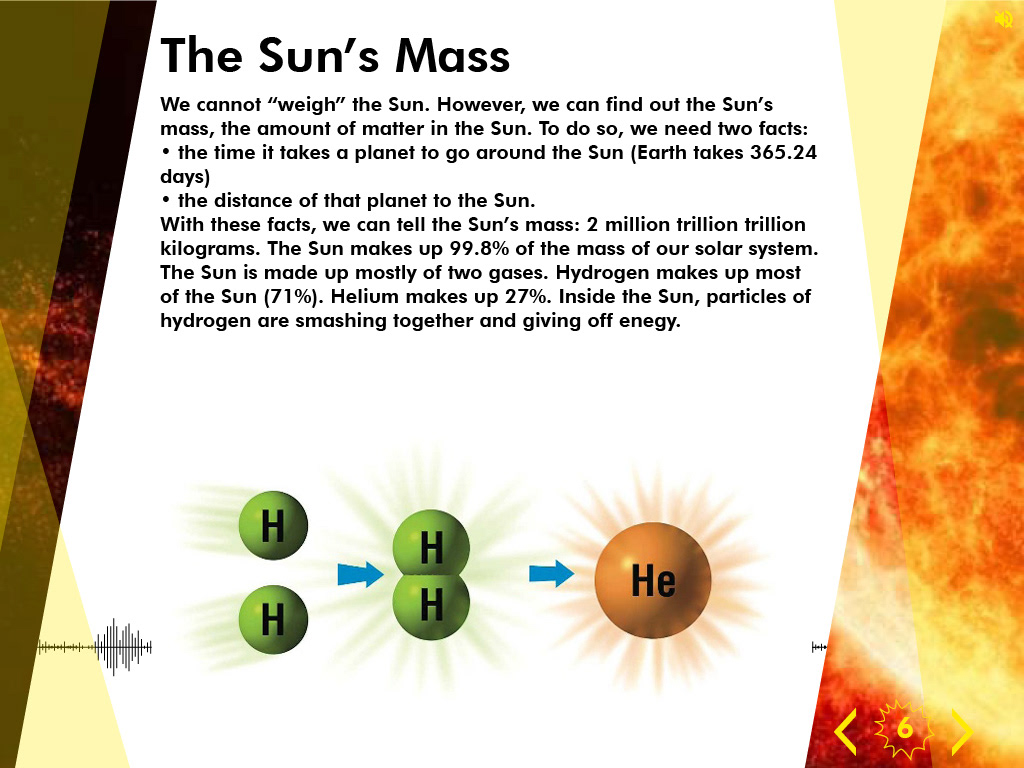 The Sun’s Mass
We cannot “weigh” the Sun. However, we can find out the Sun’s
mass, the amount of matter in the Sun. To do so, we need two facts:
• the time it takes a planet to go around the Sun (Earth takes 365.24
days)
• the distance of that planet to the Sun.
With these facts, we can tell the Sun’s mass: 2 million trillion trillion
kilograms. The Sun makes up 99.8% of the mass of our solar system.
The Sun is made up mostly of two gases. Hydrogen makes up most
of the Sun (71%). Helium makes up 27%. Inside the Sun, particles of
hydrogen are smashing together and giving off enegy.
H
H
H
H
He
6